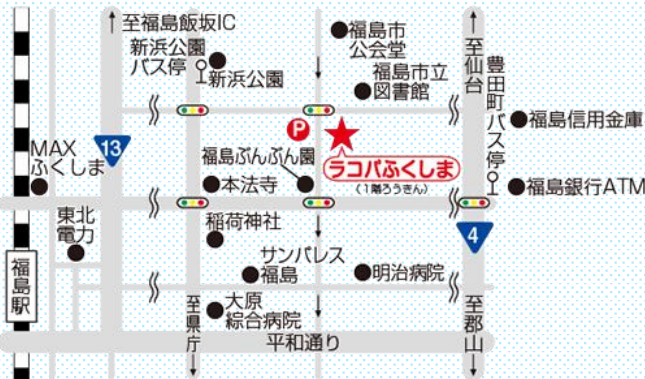 至福島飯坂IC
新浜公園
バス停
新浜公園
福島市
公会堂
福島市立
図書館
至仙台
豊田町バス停
福島信用金庫
P
MAX
ふくしま
13
福島ぶんぶん園
ラコパふくしま
(1階ろうきん)
本法寺
福島銀行ATM
東北
電力
稲荷神社
4
サンパレス
福島
明治病院
福島駅
大原
綜合病院
至県庁
平和通り
至郡山